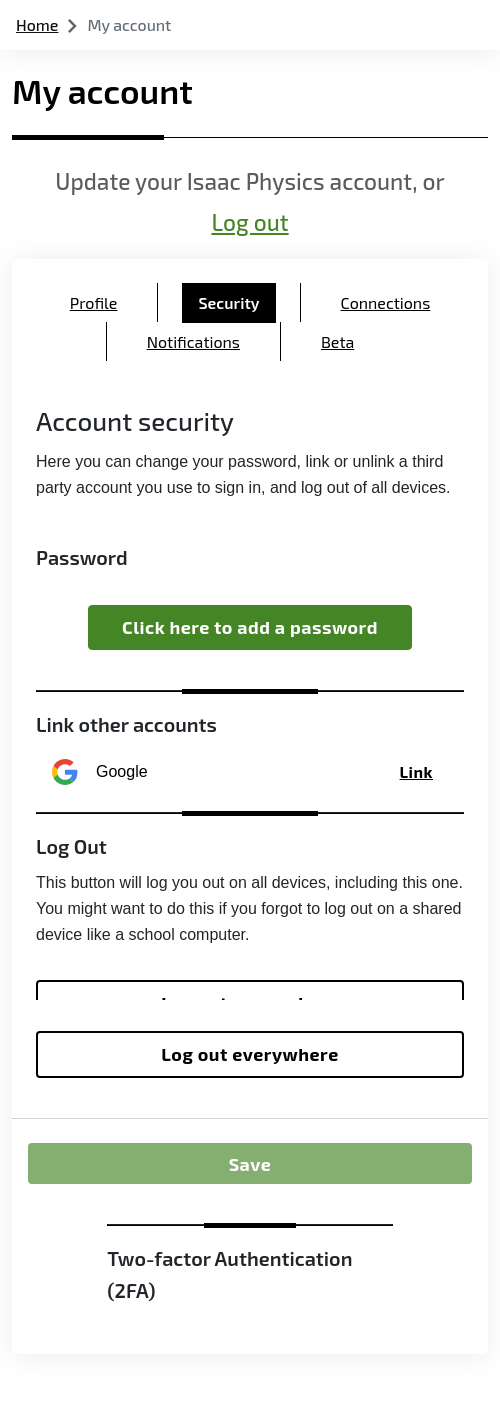 Home > My account
My account
Update your Isaac Physics account, or
Log out
Profile Security Connections
Notifications Beta
Account security
Here you can change your password, link or unlink a third
party account you use to sign in, and log out of all devices.
Password
Click here to add a password
Link other accounts
Google Link
Log Out
This button will log you out on all devices, including this one.
You might want to do this if you forgot to log out on a shared
device like a school computer.
Log out everywhere
Save
Two-factor Authentication
(2FA)